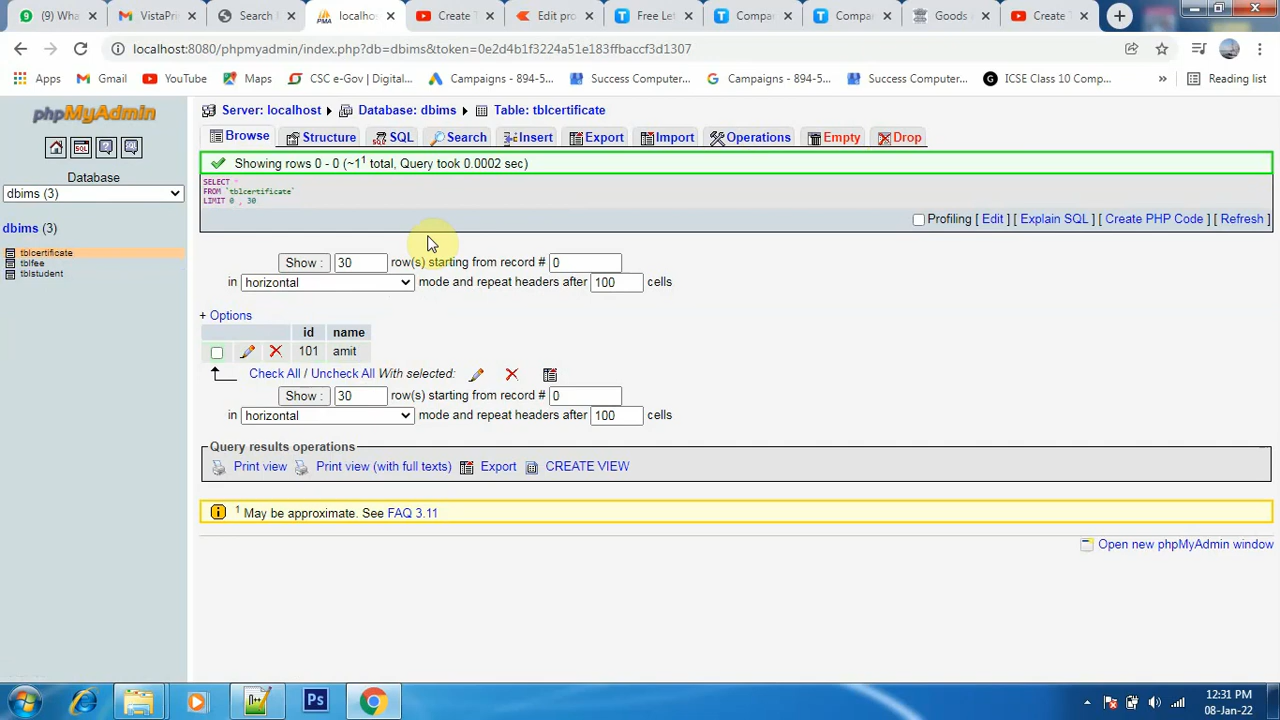 (9) Wha
VistaPri
Search
localho
Create T
Edit pro
Free Let
Compa
Compa
Goods
Create
localhost:8080/phpmyadmin/index.php?db=dbims&token=0e2d4b1f3224a51e183ffbaccf3d1307
Apps
Gmail
YouTube
Maps
CSC e-Gov | Digital...
Campaigns - 894-5...
Success Computer...
Campaigns - 894-5...
Success Computer...
ICSE Class 10 Comp...
»
Reading list
phpMyAdmin
Server: localhost
Database: dbims
Table: tblcertificate
Browse
Structure
SQL
Search
Insert
Export
Import
Operations
Empty
Drop
Database
dbims (3)
dbims (3)
tblcertificate
tblfee
tblstudent
Showing rows 0 - 0 (~1¹ total, Query took 0.0002 sec)
SELECT *
FROM `tblcertificate`
LIMIT 0 , 30
Profiling [ Edit ] [ Explain SQL ] [ Create PHP Code ] [ Refresh ]
Show : 30 row(s) starting from record # 0
in horizontal mode and repeat headers after 100 cells
+ Options
id name
101 amit
Check All / Uncheck All With selected:
Show : 30 row(s) starting from record # 0
in horizontal mode and repeat headers after 100 cells
Query results operations
Print view
Print view (with full texts)
Export
CREATE VIEW
¹ May be approximate. See FAQ 3.11
Open new phpMyAdmin window
Ps
12:31 PM
08-Jan-22